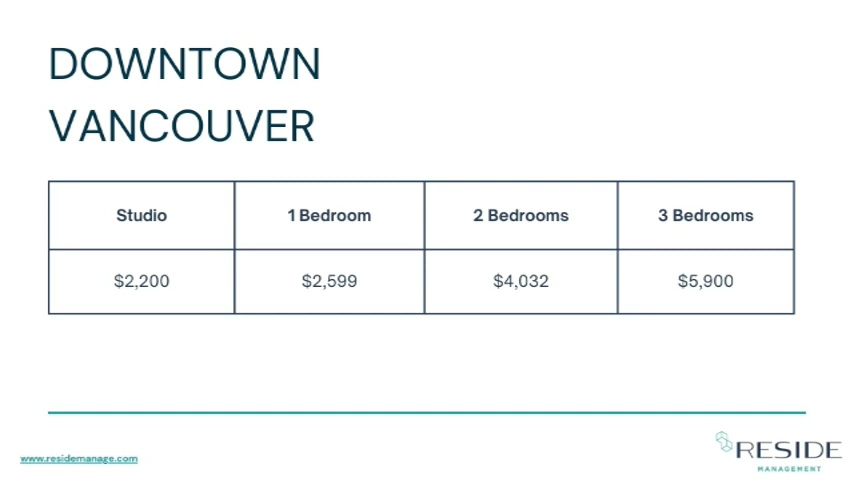 DOWNTOWN
VANCOUVER
Studio 1 Bedroom 2 Bedrooms 3 Bedrooms
$2,200 $2,599 $4,032 $5,900
www.residemanage.com
RESIDE
MANAGEMENT